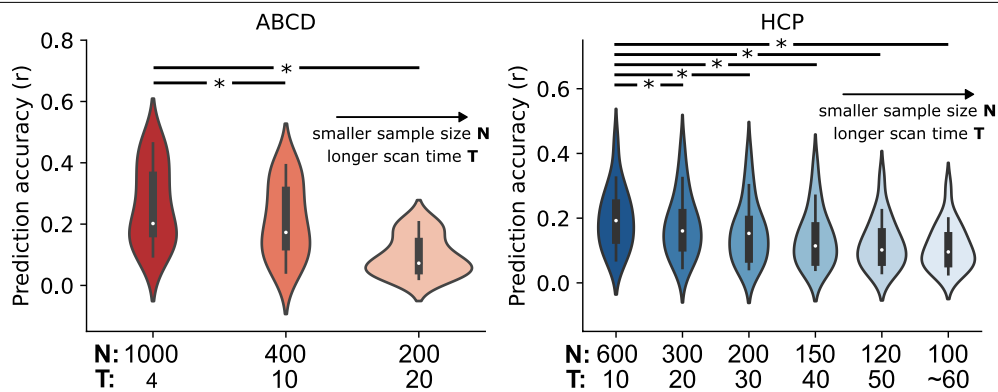 ABCD
Prediction accuracy (r)
0.8
0.6
0.4
0.2
0.0
*
*
smaller sample size N
longer scan time T
N: 1000 400 200
T: 4 10 20
HCP
Prediction accuracy (r)
0.6
0.4
0.2
0.0
*
*
*
*
*
smaller sample size N
longer scan time T
N: 600 300 200 150 120 100
T: 10 20 30 40 50 ~60